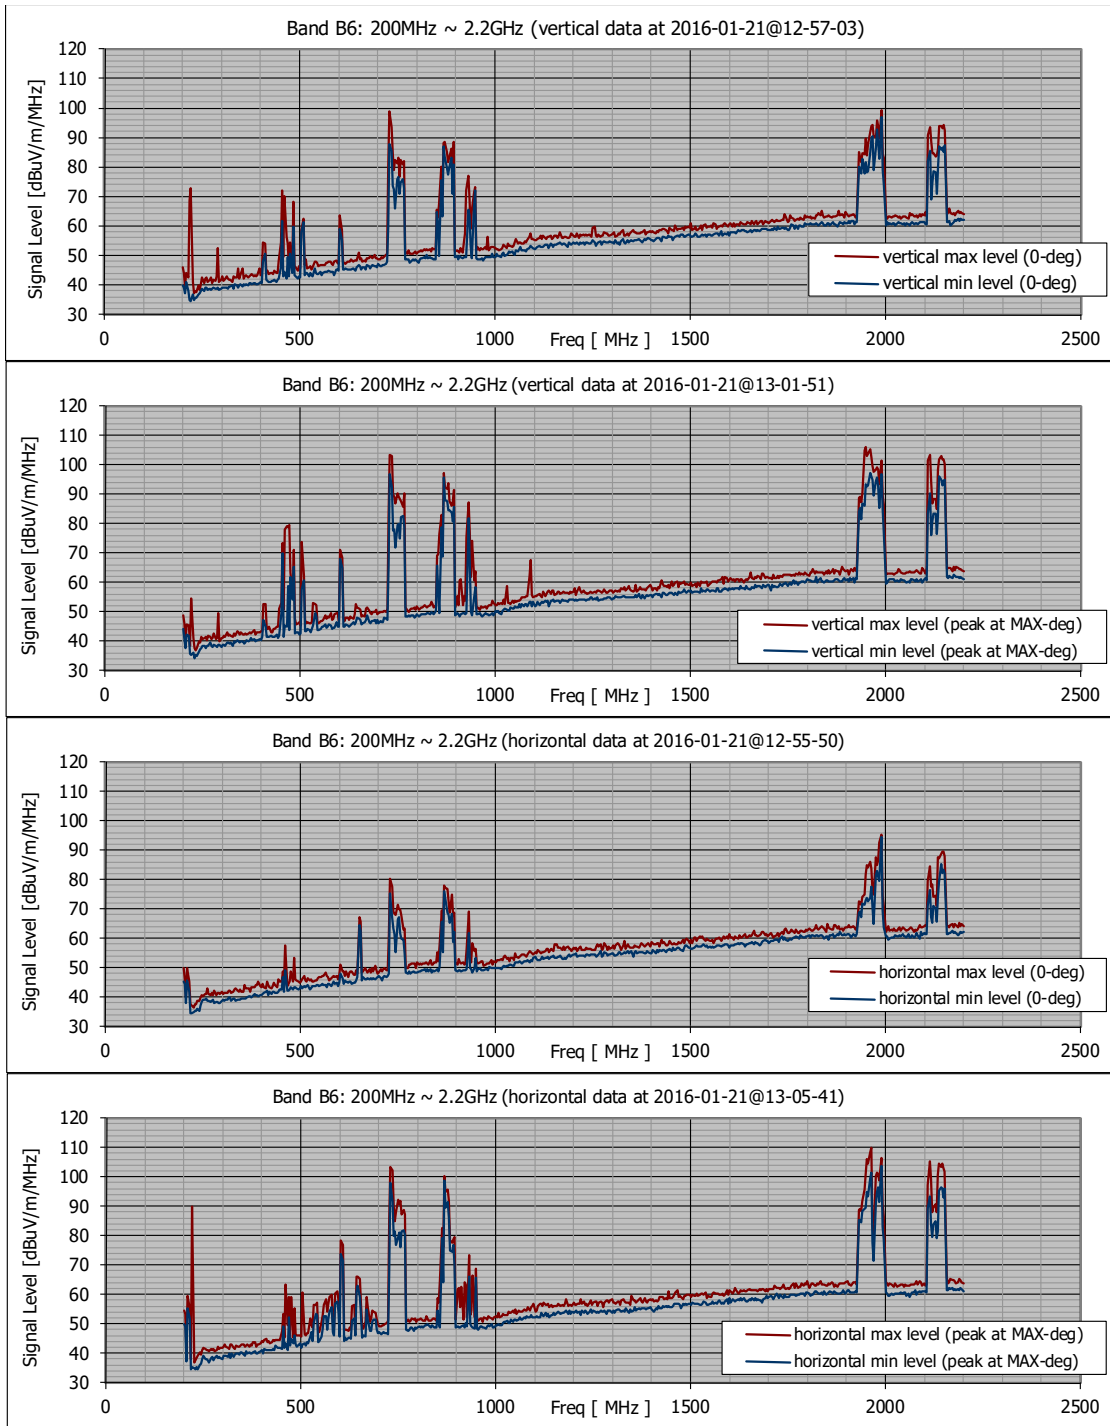 Band B6: 200MHz ~ 2.2GHz (vertical data at 2016-01-21@12-57-03)
120
110
100
90
80
70
60
50
40
30
Signal Level [dBuV/m/MHz]
vertical max level (0-deg)
vertical min level (0-deg)
0 500 1000 1500 2000 2500
Freq [ MHz ]
Band B6: 200MHz ~ 2.2GHz (vertical data at 2016-01-21@13-01-51)
120
110
100
90
80
70
60
50
40
30
Signal Level [dBuV/m/MHz]
vertical max level (peak at MAX-deg)
vertical min level (peak at MAX-deg)
0 500 1000 1500 2000 2500
Freq [ MHz ]
Band B6: 200MHz ~ 2.2GHz (horizontal data at 2016-01-21@12-55-50)
120
110
100
90
80
70
60
50
40
30
Signal Level [dBuV/m/MHz]
horizontal max level (0-deg)
horizontal min level (0-deg)
0 500 1000 1500 2000 2500
Freq [ MHz ]
Band B6: 200MHz ~ 2.2GHz (horizontal data at 2016-01-21@13-05-41)
120
110
100
90
80
70
60
50
40
30
Signal Level [dBuV/m/MHz]
horizontal max level (peak at MAX-deg)
horizontal min level (peak at MAX-deg)
0 500 1000 1500 2000 2500
Freq [ MHz ]